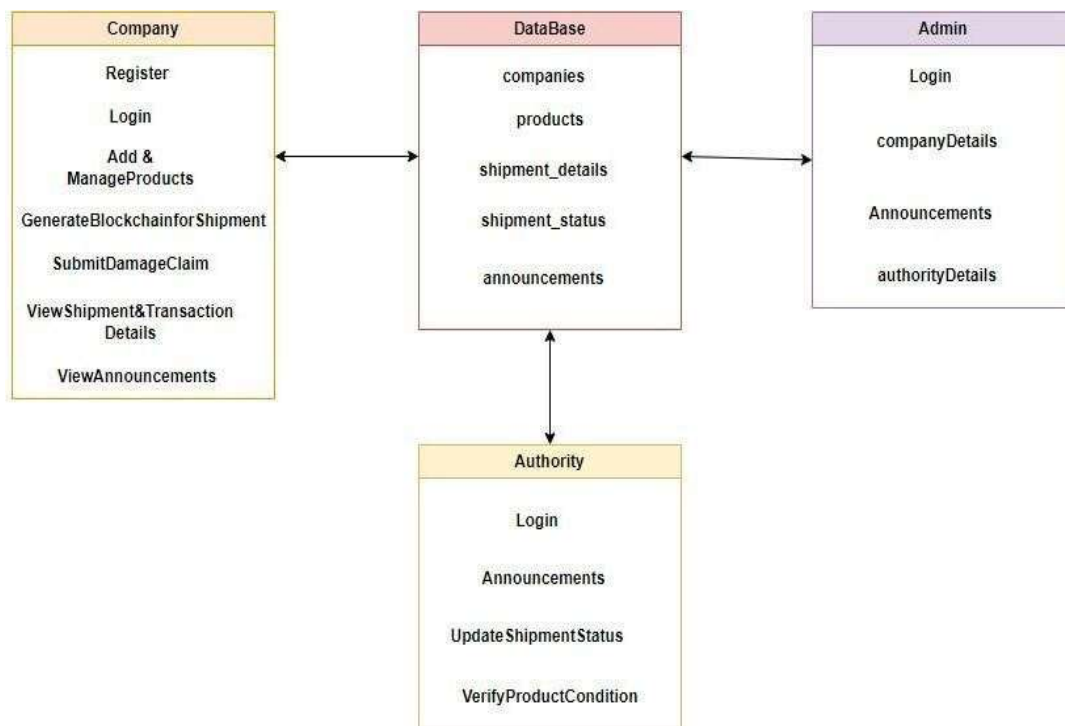 Company
Register
Login
Add &
ManageProducts
GenerateBlockchainforShipment
SubmitDamageClaim
ViewShipment&Transaction
Details
ViewAnnouncements
DataBase
companies
products
shipment_details
shipment_status
announcements
Admin
Login
companyDetails
Announcements
authorityDetails
Authority
Login
Announcements
UpdateShipmentStatus
VerifyProductCondition